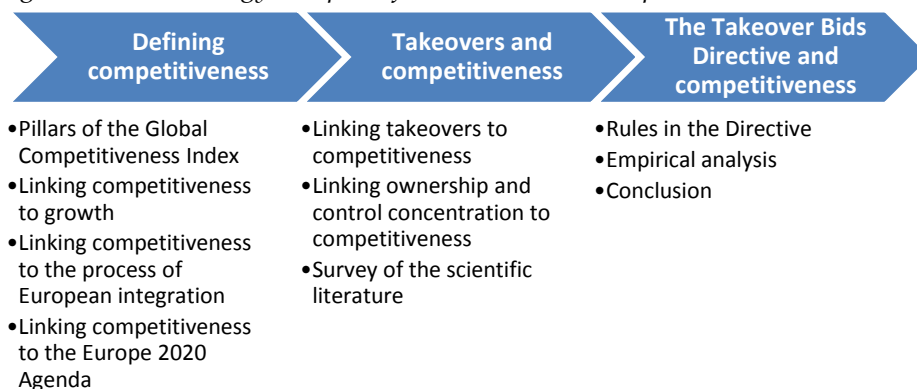 Defining
competitiveness
Takeovers and
competitiveness
The Takeover Bids
Directive and
competitiveness
•Pillars of the Global
Competitiveness Index
•Linking competitiveness
to growth
•Linking competitiveness
to the process of
European integration
•Linking competitiveness
to the Europe 2020
Agenda
•Linking takeovers to
competitiveness
•Linking ownership and
control concentration to
competitiveness
•Survey of the scientific
literature
•Rules in the Directive
•Empirical analysis
•Conclusion